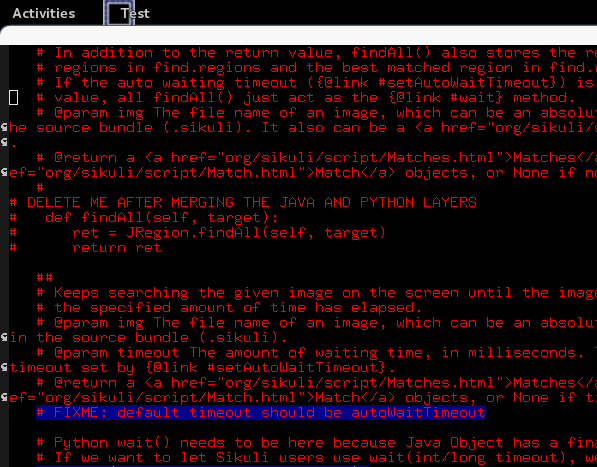 Activities Test
# In addition to the return value, findAll() also stores the
# regions in find.regions and the best matched region in
# If the auto waiting timeout ({@link #setAutoWaitTimeout}) is
# value, all findAll() just act as the {@link #wait} method.
# @param img The file name of an image, which can be an
he source bundle (.sikuli). It also can be a <a href="org/sikuli/
.
# @return a <a href="org/sikuli/script/Matches.html">Matches</
ef="org/sikuli/script/Match.html">Match</a> objects, or None if
#
# DELETE ME AFTER MERGING THE JAVA AND PYTHON LAYERS
# def findAll(self, target):
# ret = JRegion.findAll(self, target)
# return ret
##
# Keeps searching the given image on the screen until the
# the specified amount of time has elapsed.
# @param img The file name of an image, which can be an
in the source bundle (.sikuli).
# @param timeout The amount of waiting time, in milliseconds.
timeout set by {@link #setAutoWaitTimeout}.
# @return a <a href="org/sikuli/script/Matches.html">Matches</
ef="org/sikuli/script/Match.html">Match</a> objects, or None if
# FIXME: default timeout should be autoWaitTimeout
# Python wait() needs to be here because Java Object has a
# If we want to let Sikuli users use wait(int/long timeout),